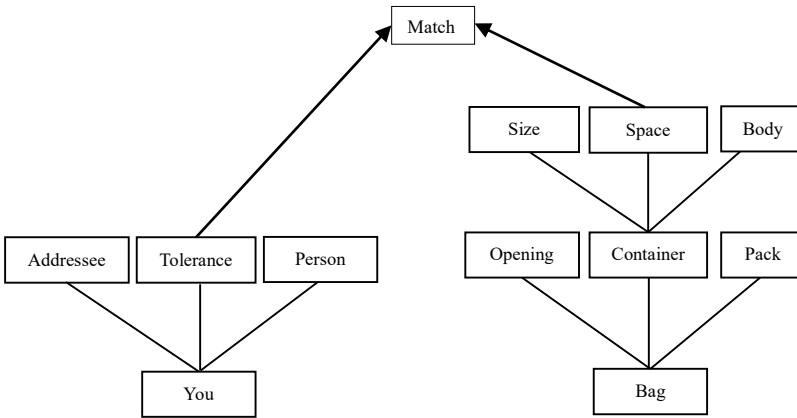 Match
Size
Space
Body
Addressee
Tolerance
Person
Opening
Container
Pack
You
Bag